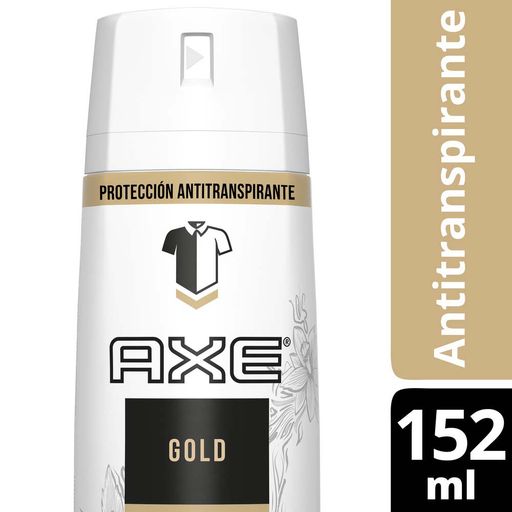 PROTECCIÓN ANTITRANSPIRANTE
AXE®
GOLD
Antitranspirante
152
ml